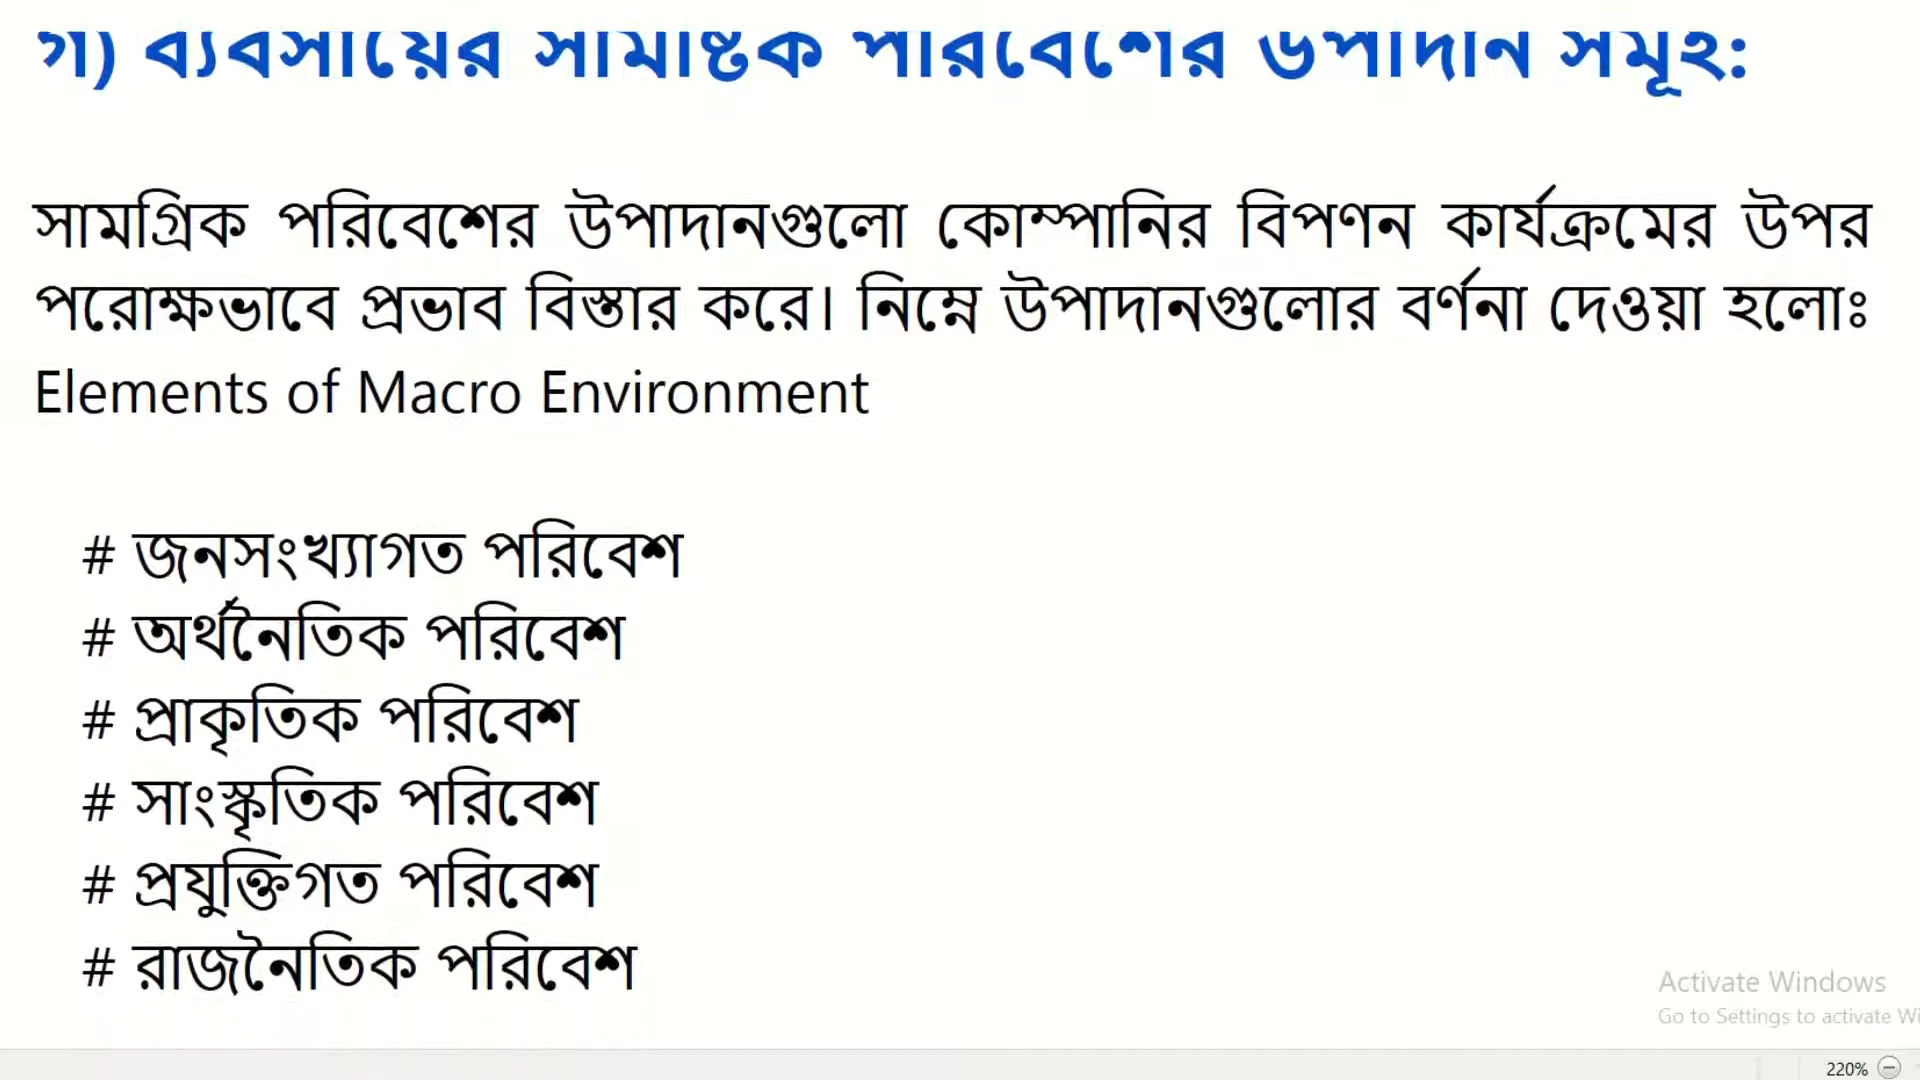 গ) ব্যবসায়ের সামষ্টিক পরিবেশের উপাদান সমূহ:
সামগ্রিক পরিবেশের উপাদানগুলো কোম্পানির বিপণন কার্যক্রমের উপর
পরোক্ষভাবে প্রভাব বিস্তার করে। নিম্নে উপাদানগুলোর বর্ণনা দেওয়া হলোঃ
Elements of Macro Environment
# জনসংখ্যাগত পরিবেশ
# অর্থনৈতিক পরিবেশ
# প্রাকৃতিক পরিবেশ
# সাংস্কৃতিক পরিবেশ
# প্রযুক্তিগত পরিবেশ
# রাজনৈতিক পরিবেশ
Activate Windows
Go to Settings to activate Wi
220%